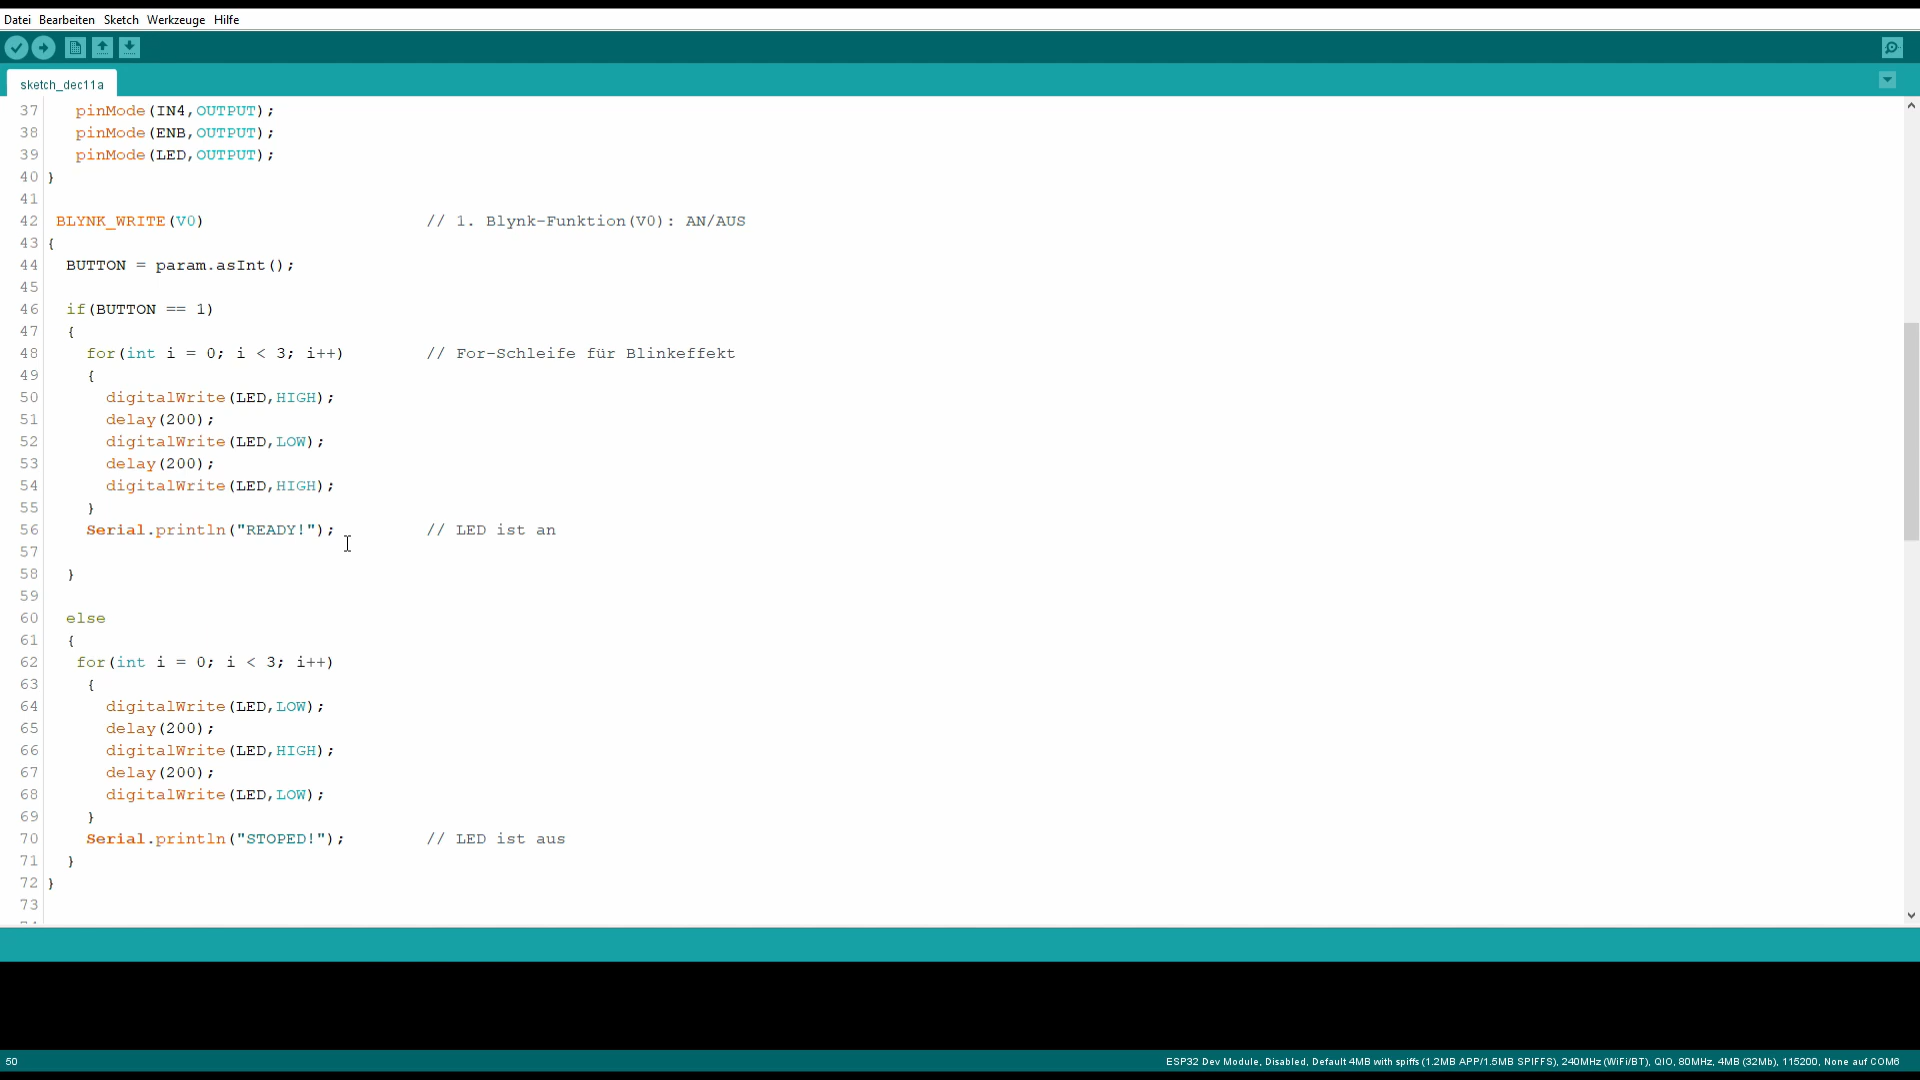 Datei Bearbeiten Sketch Werkzeuge Hilfe
sketch_dec11a
37 pinMode(IN4,OUTPUT);
38 pinMode(ENB,OUTPUT);
39 pinMode(LED,OUTPUT);
40 }
41
42 BLYNK_WRITE(V0) // 1. Blynk-Funktion(V0): AN/AUS
43 {
44 BUTTON = param.asInt();
45
46 if(BUTTON == 1)
47 {
48 for(int i = 0; i < 3; i++) // For-Schleife für Blinkeffekt
49 {
50 digitalWrite(LED,HIGH);
51 delay(200);
52 digitalWrite(LED,LOW);
53 delay(200);
54 digitalWrite(LED,HIGH);
55 }
56 Serial.println("READY!"); // LED ist an
57
58 }
59
60 else
61 {
62 for(int i = 0; i < 3; i++)
63 {
64 digitalWrite(LED,LOW);
65 delay(200);
66 digitalWrite(LED,HIGH);
67 delay(200);
68 digitalWrite(LED,LOW);
69 }
70 Serial.println("STOPED!"); // LED ist aus
71 }
72 }
73
50 ESP32 Dev Module, Disabled, Default 4MB with spiffs (1.2MB APP/1.5MB SPIFFS), 240MHz (WiFi/BT), QIO, 80MHz, 4MB (32Mb), 115200, None auf COM6